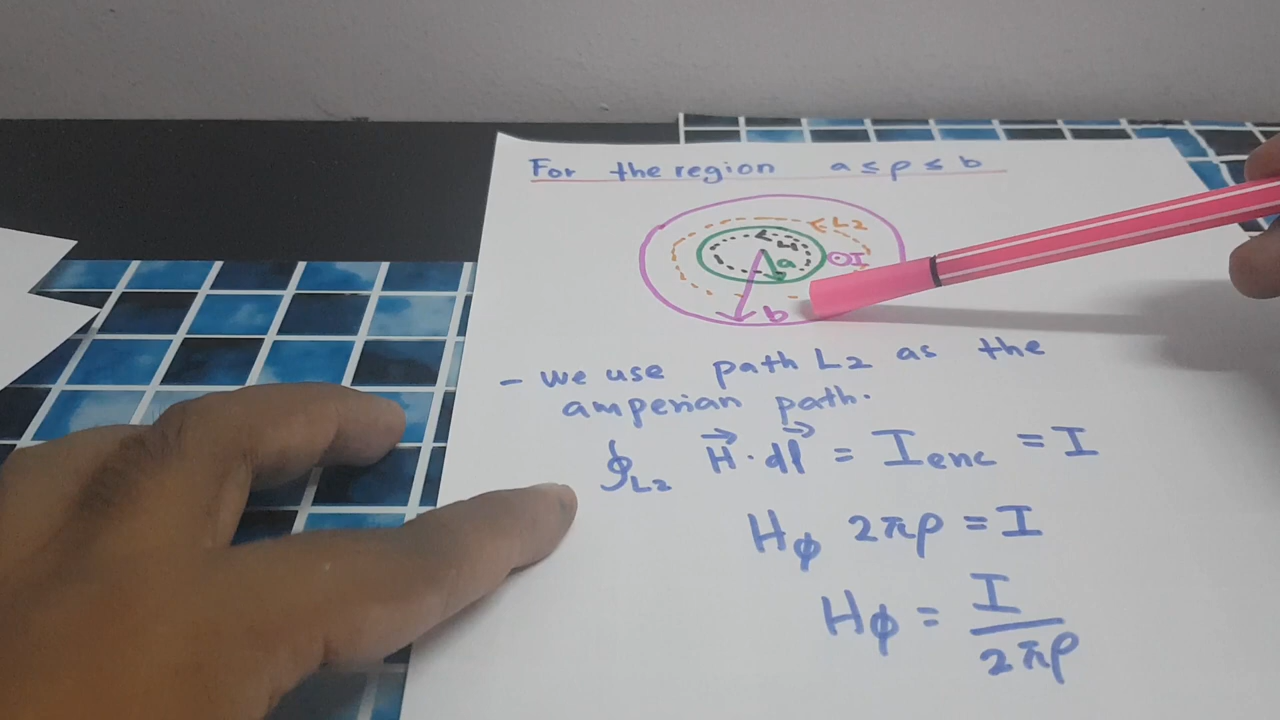 For the region a ≤ ρ ≤ b
L2
a
⊙I
b
- We use path L2 as the
amperian path.
∮L2 H⃗ · dl⃗ = Ienc = I
Hϕ 2πρ = I
Hϕ = I / 2πρ